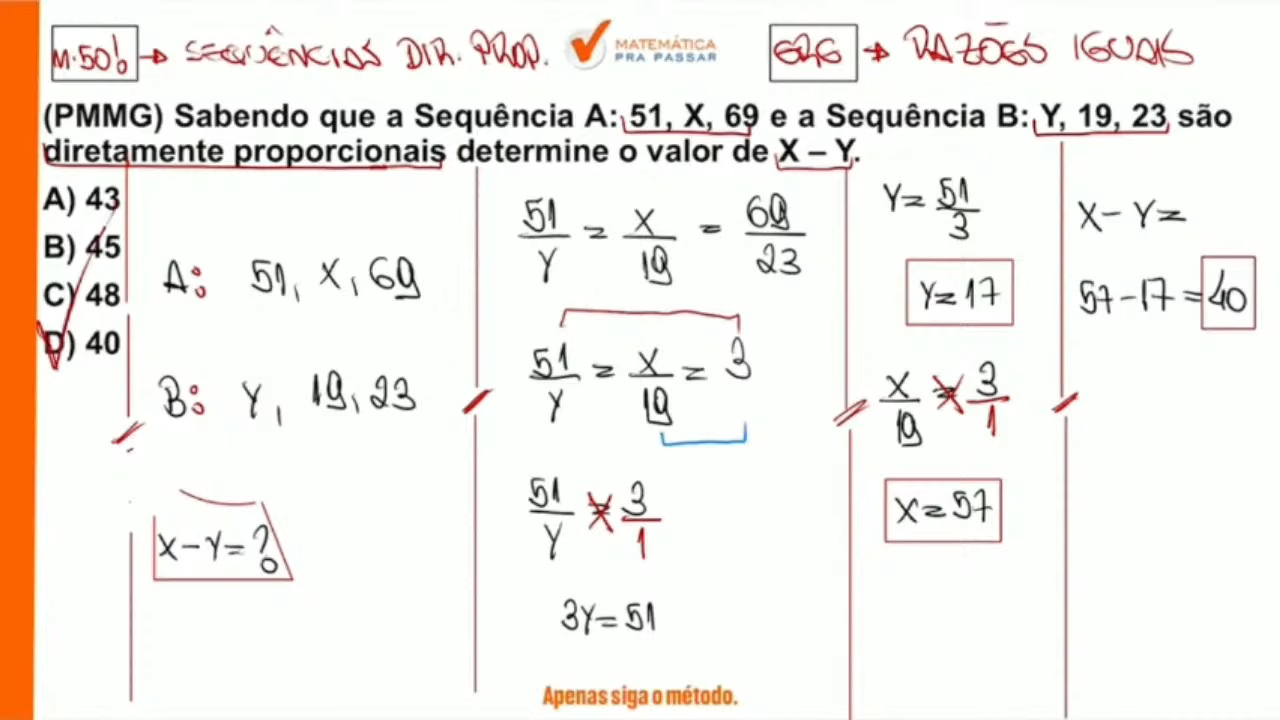 M.50! → SEQUÊNCIAS DIR. PROP.
MATEMÁTICA
PRA PASSAR
G2G → RAZÕES IGUAIS
(PMMG) Sabendo que a Sequência A: 51, X, 69 e a Sequência B: Y, 19, 23 são
diretamente proporcionais determine o valor de X – Y.
A) 43
B) 45
C) 48
D) 40
A: 51, X, 69
B: Y, 19, 23
X - Y = ?
51/Y = X/19 = 69/23
51/Y = X/19 = 3
51/Y = 3/1
3Y = 51
Y = 51/3
Y = 17
X/19 = 3/1
X = 57
X - Y =
57 - 17 = 40
Apenas siga o método.